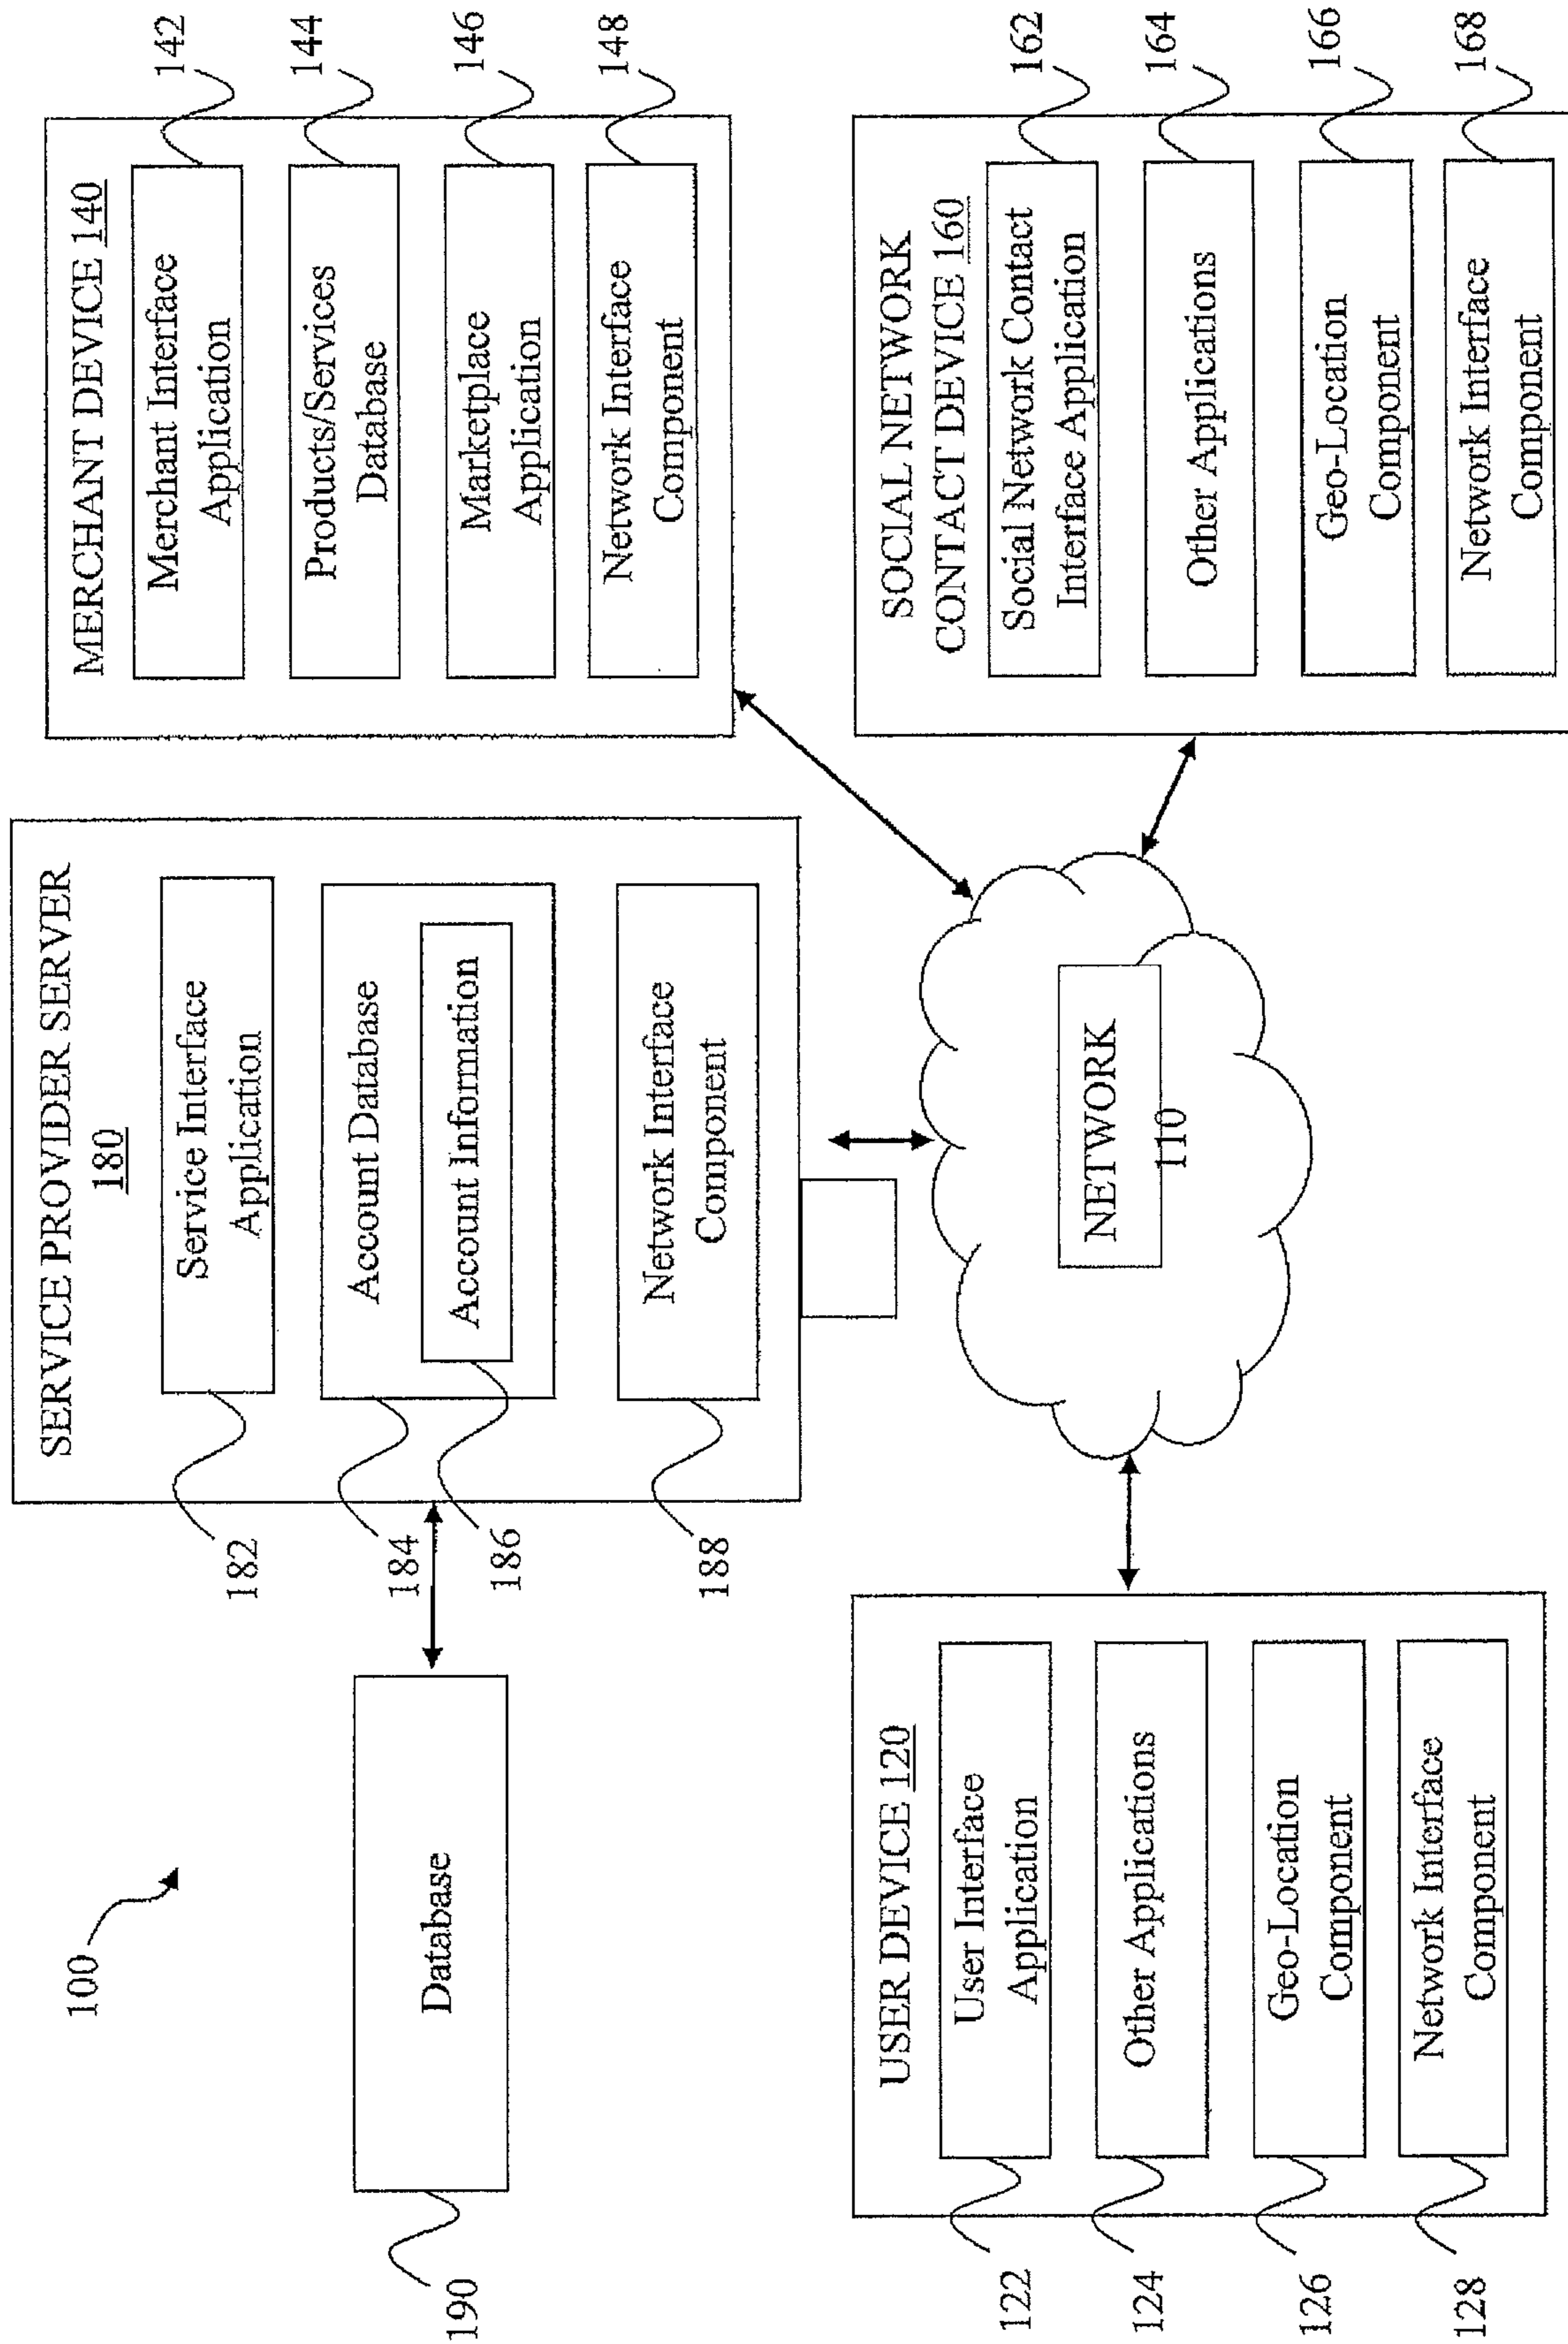 100
SERVICE PROVIDER SERVER
180
Service Interface
Application
Account Database
Account Information
Network Interface
Component
182
184
186
188
Database
190
MERCHANT DEVICE 140
Merchant Interface
Application
Products/Services
Database
Marketplace
Application
Network Interface
Component
142
144
146
148
USER DEVICE 120
User Interface
Application
Other Applications
Geo-Location
Component
Network Interface
Component
122
124
126
128
NETWORK
110
SOCIAL NETWORK
CONTACT DEVICE 160
Social Network Contact
Interface Application
Other Applications
Geo-Location
Component
Network Interface
Component
162
164
166
168